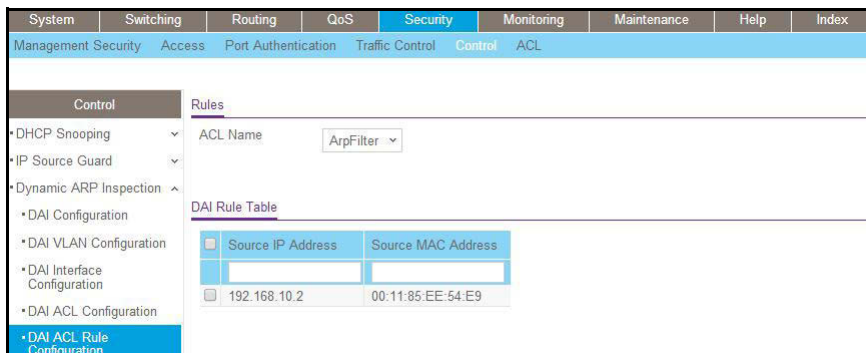 System Switching Routing QoS Security Monitoring Maintenance Help Index
Management Security Access Port Authentication Traffic Control Control ACL
Control
DHCP Snooping
IP Source Guard
Dynamic ARP Inspection
DAI Configuration
DAI VLAN Configuration
DAI Interface
Configuration
DAI ACL Configuration
DAI ACL Rule
Configuration
Rules
ACL Name ArpFilter
DAI Rule Table
Source IP Address Source MAC Address
192.168.10.2 00:11:85:EE:54:E9